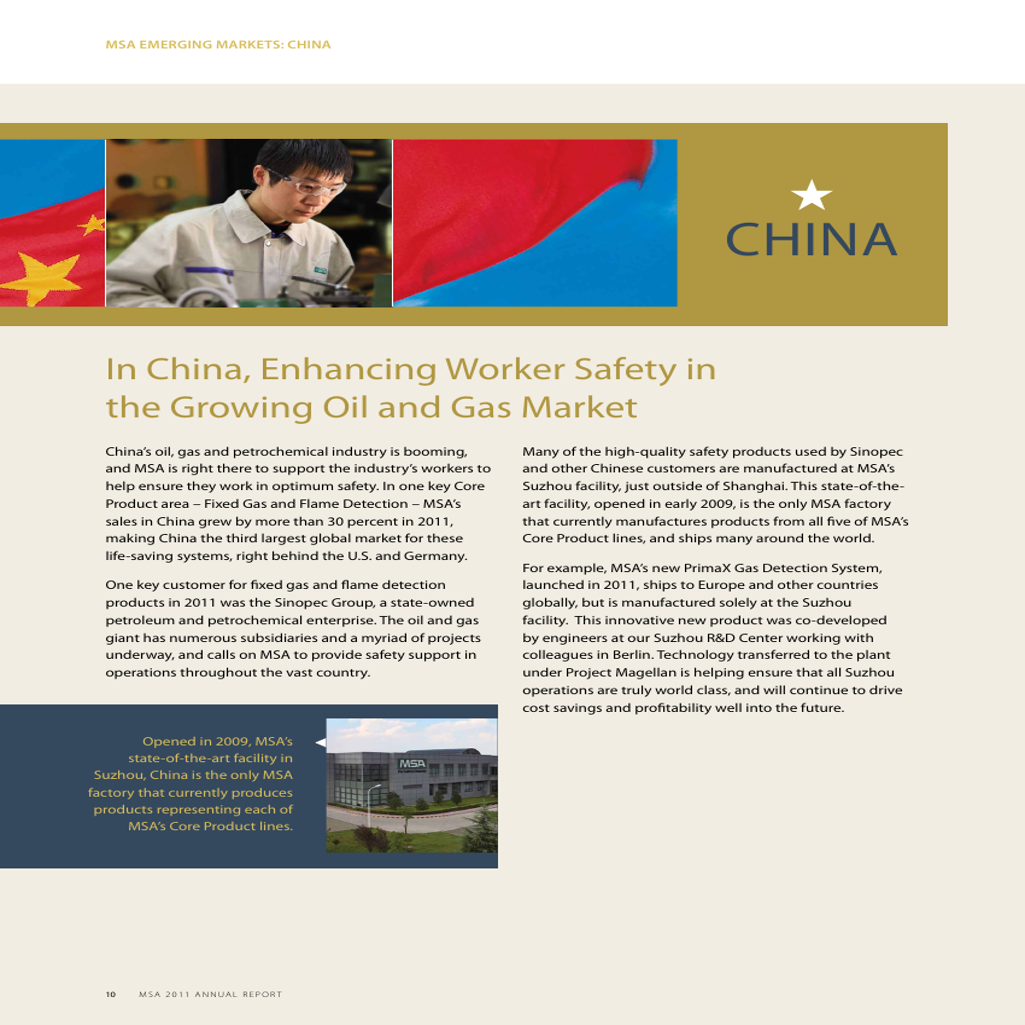 MSA EMERGING MARKETS: CHINA
CHINA
In China, Enhancing Worker Safety in
the Growing Oil and Gas Market
China’s oil, gas and petrochemical industry is booming,
and MSA is right there to support the industry’s workers to
help ensure they work in optimum safety. In one key Core
Product area – Fixed Gas and Flame Detection – MSA’s
sales in China grew by more than 30 percent in 2011,
making China the third largest global market for these
life-saving systems, right behind the U.S. and Germany.
One key customer for fixed gas and flame detection
products in 2011 was the Sinopec Group, a state-owned
petroleum and petrochemical enterprise. The oil and gas
giant has numerous subsidiaries and a myriad of projects
underway, and calls on MSA to provide safety support in
operations throughout the vast country.
Many of the high-quality safety products used by Sinopec
and other Chinese customers are manufactured at MSA’s
Suzhou facility, just outside of Shanghai. This state-of-the-
art facility, opened in early 2009, is the only MSA factory
that currently manufactures products from all five of MSA’s
Core Product lines, and ships many around the world.
For example, MSA’s new PrimaX Gas Detection System,
launched in 2011, ships to Europe and other countries
globally, but is manufactured solely at the Suzhou
facility.  This innovative new product was co-developed
by engineers at our Suzhou R&D Center working with
colleagues in Berlin. Technology transferred to the plant
under Project Magellan is helping ensure that all Suzhou
operations are truly world class, and will continue to drive
cost savings and profitability well into the future.
Opened in 2009, MSA’s
state-of-the-art facility in
Suzhou, China is the only MSA
factory that currently produces
products representing each of
MSA’s Core Product lines.
MSA
10 MSA 2011 ANNUAL REPORT